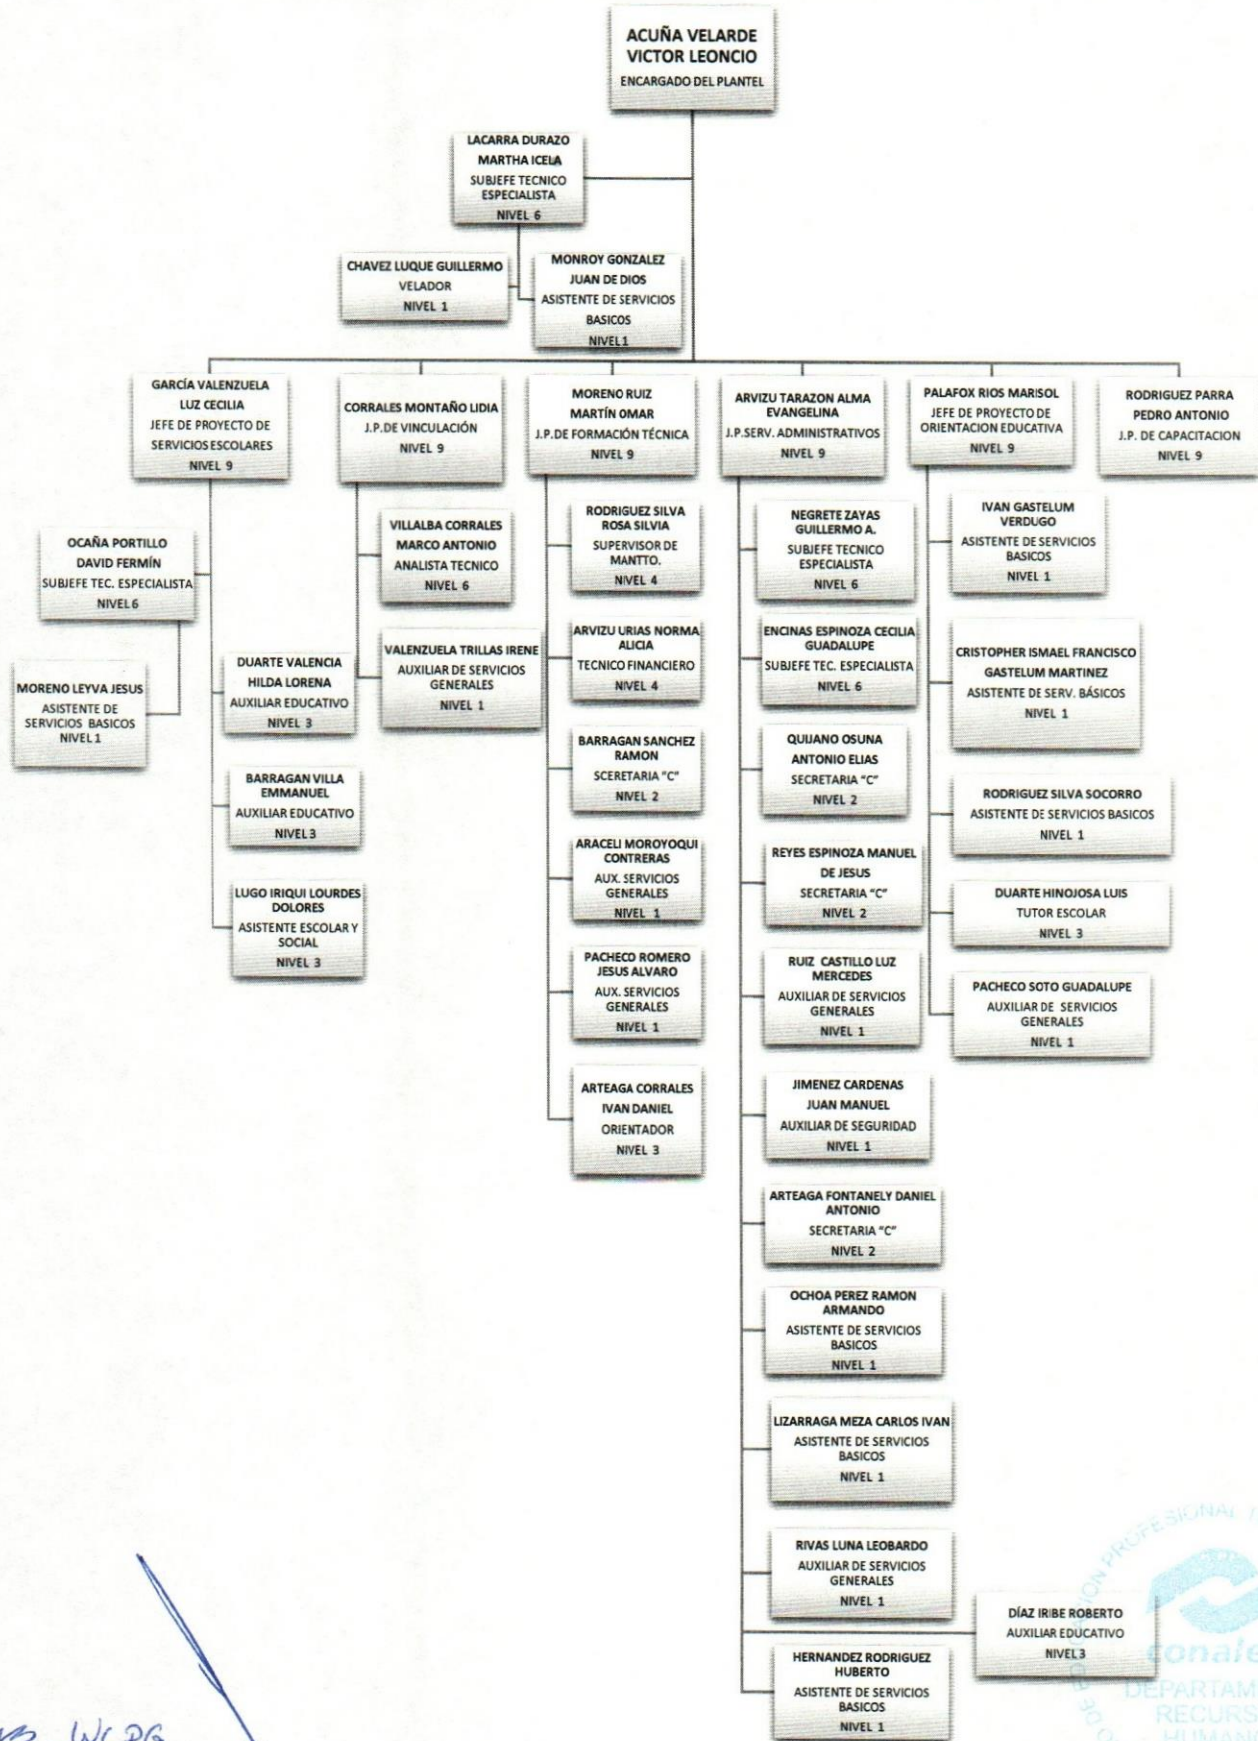 ACUÑA VELARDE
VICTOR LEONCIO
ENCARGADO DEL PLANTEL
LACARRA DURAZO
MARTHA ICELA
SUBJEFE TECNICO
ESPECIALISTA
NIVEL 6
CHAVEZ LUQUE GUILLERMO
VELADOR
NIVEL 1
MONROY GONZALEZ
JUAN DE DIOS
ASISTENTE DE SERVICIOS
BASICOS
NIVEL1
GARCÍA VALENZUELA
LUZ CECILIA
JEFE DE PROYECTO DE
SERVICIOS ESCOLARES
NIVEL 9
CORRALES MONTAÑO LIDIA
J.P.DE VINCULACIÓN
NIVEL 9
MORENO RUIZ
MARTÍN OMAR
J.P.DE FORMACIÓN TÉCNICA
NIVEL 9
ARVIZU TARAZON ALMA
EVANGELINA
J.P.SERV. ADMINISTRATIVOS
NIVEL 9
PALAFOX RIOS MARISOL
JEFE DE PROYECTO DE
ORIENTACION EDUCATIVA
NIVEL 9
RODRIGUEZ PARRA
PEDRO ANTONIO
J.P. DE CAPACITACION
NIVEL 9
OCAÑA PORTILLO
DAVID FERMÍN
SUBJEFE TEC. ESPECIALISTA
NIVEL 6
MORENO LEYVA JESUS
ASISTENTE DE
SERVICIOS BASICOS
NIVEL1
DUARTE VALENCIA
HILDA LORENA
AUXILIAR EDUCATIVO
NIVEL 3
BARRAGAN VILLA
EMMANUEL
AUXILIAR EDUCATIVO
NIVEL 3
LUGO IRIQUI LOURDES
DOLORES
ASISTENTE ESCOLAR Y
SOCIAL
NIVEL 3
VILLALBA CORRALES
MARCO ANTONIO
ANALISTA TECNICO
NIVEL 6
VALENZUELA TRILLAS IRENE
AUXILIAR DE SERVICIOS
GENERALES
NIVEL 1
RODRIGUEZ SILVA
ROSA SILVIA
SUPERVISOR DE
MANTTO.
NIVEL 4
ARVIZU URIAS NORMA
ALICIA
TECNICO FINANCIERO
NIVEL 4
BARRAGAN SANCHEZ
RAMON
SCERETARIA "C"
NIVEL 2
ARACELI MOROYOQUI
CONTRERAS
AUX. SERVICIOS
GENERALES
NIVEL 1
PACHECO ROMERO
JESUS ALVARO
AUX. SERVICIOS
GENERALES
NIVEL 1
ARTEAGA CORRALES
IVAN DANIEL
ORIENTADOR
NIVEL 3
NEGRETE ZAYAS
GUILLERMO A.
SUBJEFE TECNICO
ESPECIALISTA
NIVEL 6
ENCINAS ESPINOZA CECILIA
GUADALUPE
SUBJEFE TEC. ESPECIALISTA
NIVEL 6
QUIJANO OSUNA
ANTONIO ELIAS
SECRETARIA "C"
NIVEL 2
REYES ESPINOZA MANUEL
DE JESUS
SECRETARIA "C"
NIVEL 2
RUIZ CASTILLO LUZ
MERCEDES
AUXILIAR DE SERVICIOS
GENERALES
NIVEL 1
JIMENEZ CARDENAS
JUAN MANUEL
AUXILIAR DE SEGURIDAD
NIVEL 1
ARTEAGA FONTANELY DANIEL
ANTONIO
SECRETARIA "C"
NIVEL 2
OCHOA PEREZ RAMON
ARMANDO
ASISTENTE DE SERVICIOS
BASICOS
NIVEL 1
LIZARRAGA MEZA CARLOS IVAN
ASISTENTE DE SERVICIOS
BASICOS
NIVEL 1
RIVAS LUNA LEOBARDO
AUXILIAR DE SERVICIOS
GENERALES
NIVEL 1
HERNANDEZ RODRIGUEZ
HUBERTO
ASISTENTE DE SERVICIOS
BASICOS
NIVEL 1
IVAN GASTELUM
VERDUGO
ASISTENTE DE SERVICIOS
BASICOS
NIVEL 1
CRISTOPHER ISMAEL FRANCISCO
GASTELUM MARTINEZ
ASISTENTE DE SERV. BÁSICOS
NIVEL 1
RODRIGUEZ SILVA SOCORRO
ASISTENTE DE SERVICIOS BASICOS
NIVEL 1
DUARTE HINOJOSA LUIS
TUTOR ESCOLAR
NIVEL 3
PACHECO SOTO GUADALUPE
AUXILIAR DE SERVICIOS
GENERALES
NIVEL 1
DÍAZ IRIBE ROBERTO
AUXILIAR EDUCATIVO
NIVEL 3
PROFESIONAL
conale
DEPARTAM
RECURS
HUMANO